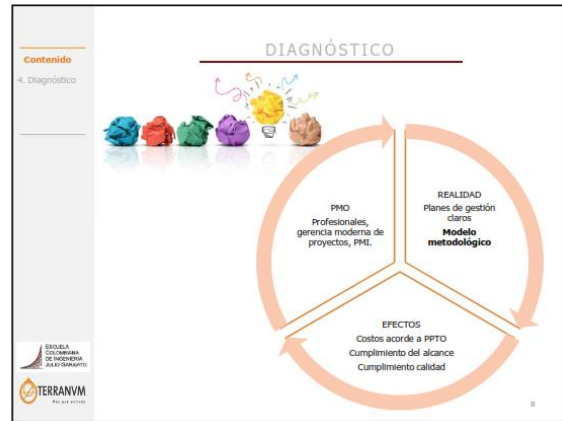 Contenido
4. Diagnóstico
DIAGNÓSTICO
PMO
Profesionales,
gerencia moderna de
proyectos, PMI.
REALIDAD
Planes de gestión
claros
Modelo
metodológico
EFECTOS
Costos acorde a PPTO
Cumplimiento del alcance
Cumplimiento calidad
ESCUELA
COLOMBIANA
DE INGENIERÍA
JULIO GARAVITO
TERRANVM